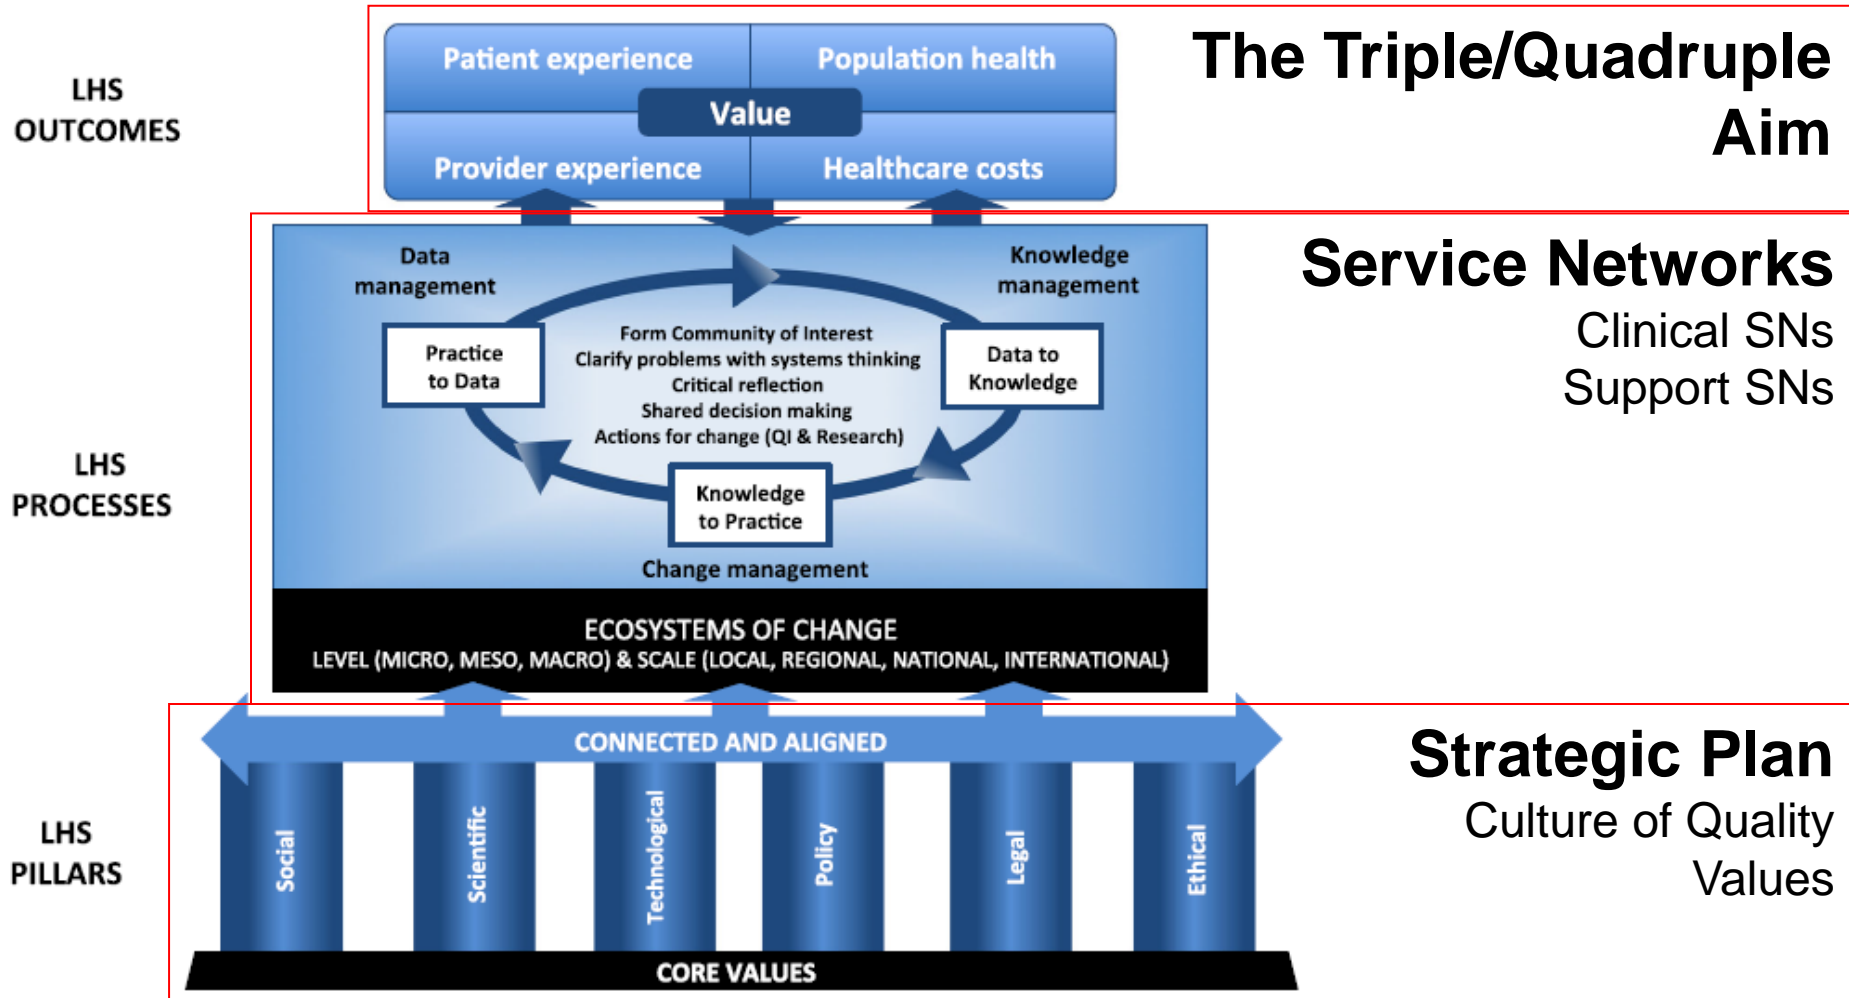 LHS
OUTCOMES
Patient experience
Population health
Value
Provider experience
Healthcare costs
The Triple/Quadruple
Aim
LHS
PROCESSES
Data
management
Knowledge
management
Practice
to Data
Form Community of Interest
Clarify problems with systems thinking
Critical reflection
Shared decision making
Actions for change (QI & Research)
Data to
Knowledge
Knowledge
to Practice
Change management
ECOSYSTEMS OF CHANGE
LEVEL (MICRO, MESO, MACRO) & SCALE (LOCAL, REGIONAL, NATIONAL, INTERNATIONAL)
Service Networks
Clinical SNs
Support SNs
LHS
PILLARS
CONNECTED AND ALIGNED
Social
Scientific
Technological
Policy
Legal
Ethical
CORE VALUES
Strategic Plan
Culture of Quality
Values